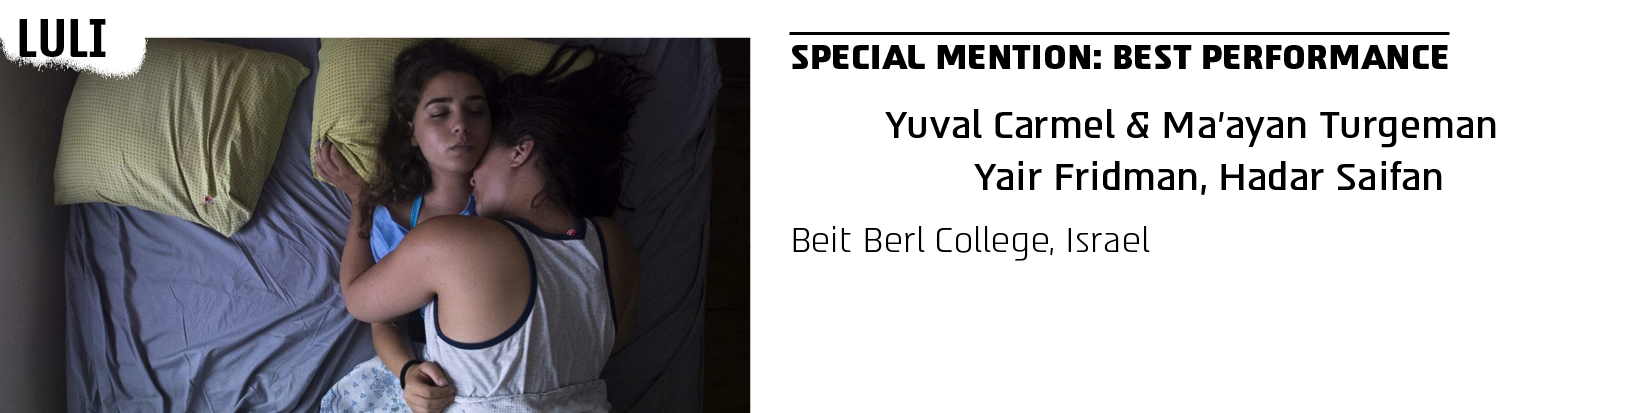 LULI
SPECIAL MENTION: BEST PERFORMANCE
Yuval Carmel & Ma'ayan Turgeman
Yair Fridman, Hadar Saifan
Beit Berl College, Israel